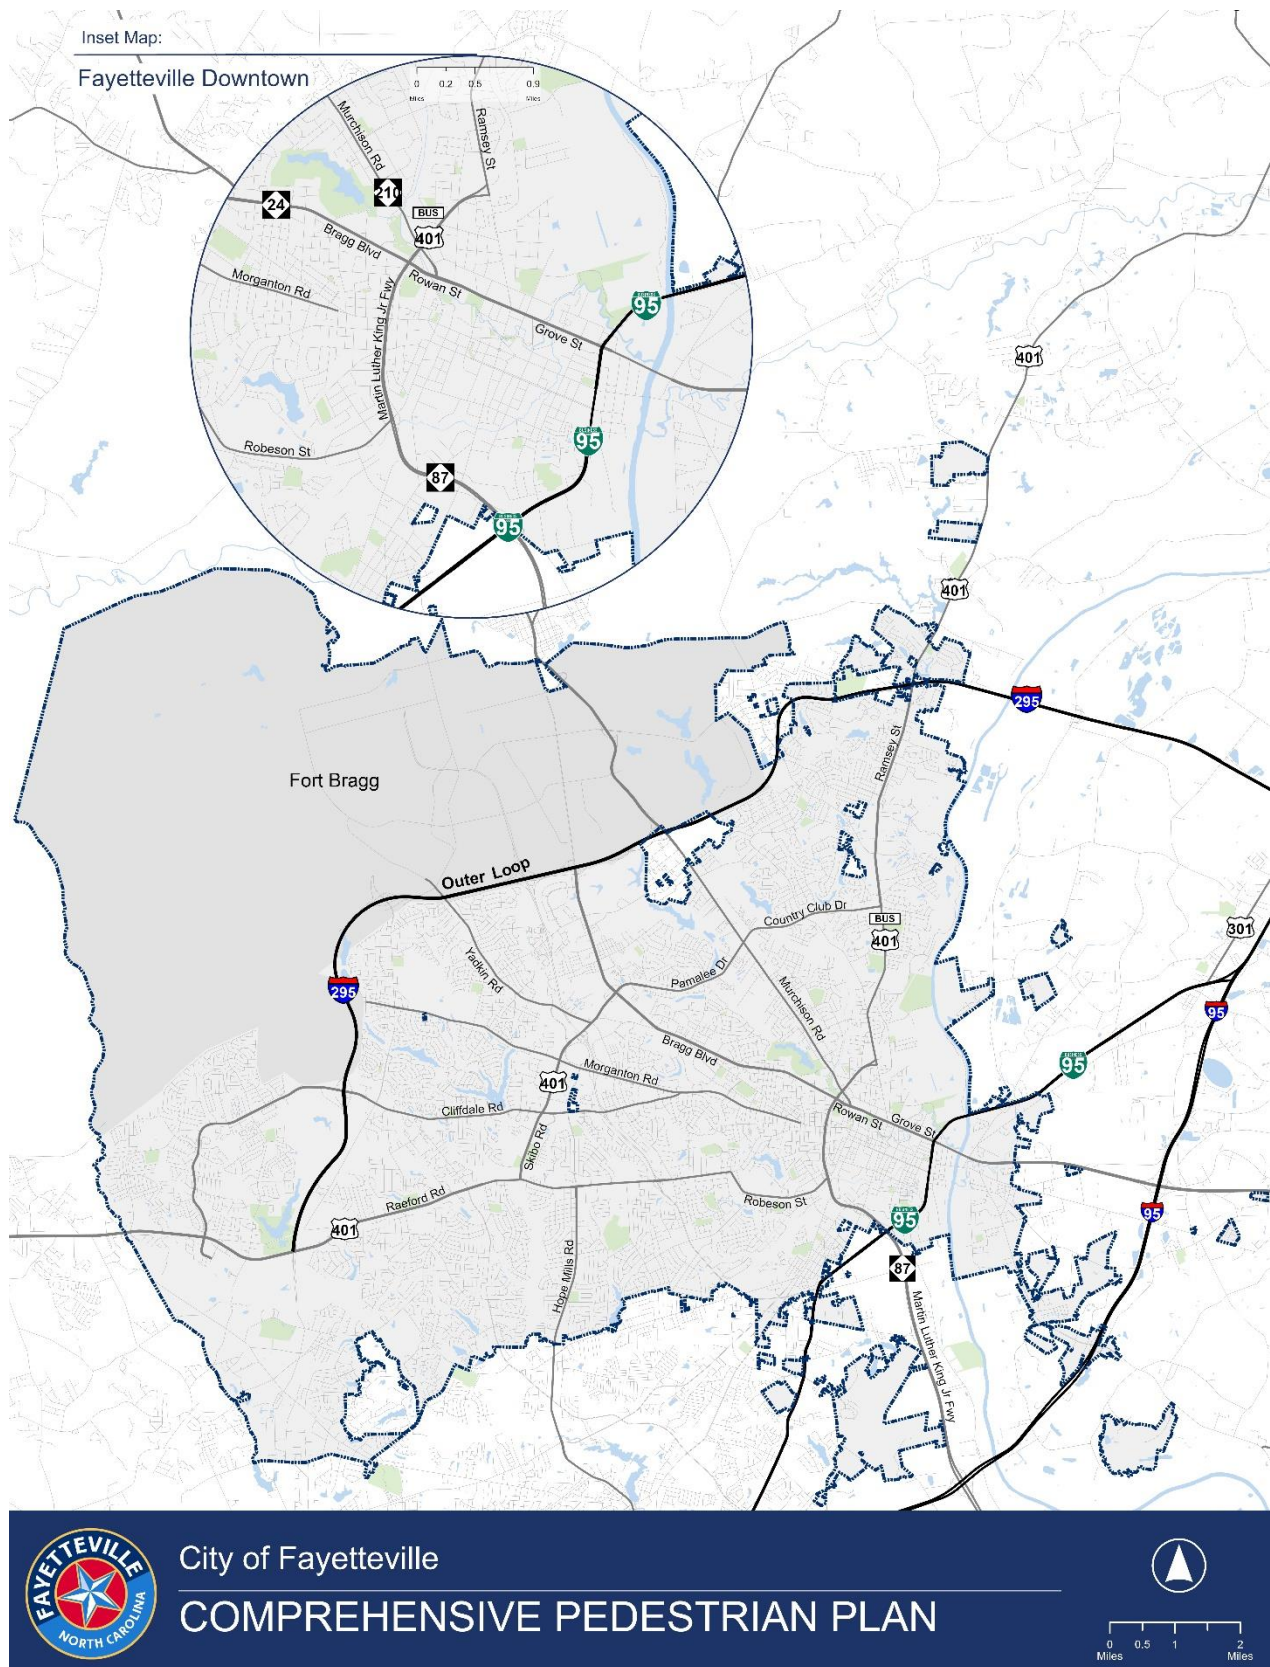 Inset Map:
Fayetteville Downtown
0 0.2 0.5 0.9
Miles Miles
Murchison Rd
Ramsey St
24
210
BUS
401
Bragg Blvd
Morganton Rd
Rowan St
95
Martin Luther King Jr Fwy
Grove St
95
Robeson St
87
95
401
401
295
Fort Bragg
Ramsey St
Outer Loop
Country Club Dr
BUS
401
301
Yadkin Rd
Pamalee Dr
295
Murchison Rd
95
Bragg Blvd
95
Morganton Rd
401
Cliffdale Rd
Rowan St
Grove St
Skibo Rd
Raeford Rd
Robeson St
401
95
95
Hope Mills Rd
87
Martin Luther King Jr Fwy
FAYETTEVILLE
NORTH CAROLINA
City of Fayetteville
COMPREHENSIVE PEDESTRIAN PLAN
0 0.5 1 2
Miles Miles